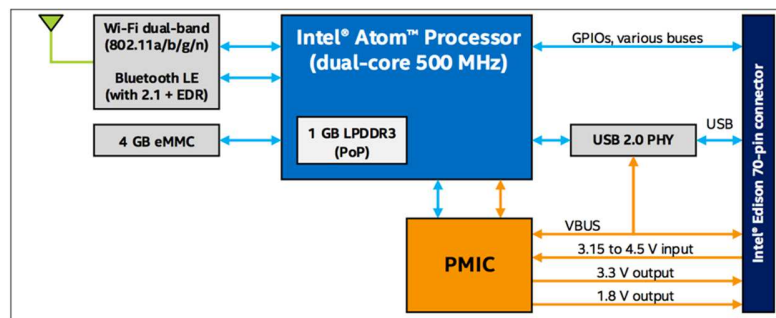 Wi-Fi dual-band
(802.11a/b/g/n)
Bluetooth LE
(with 2.1 + EDR)
4 GB eMMC
Intel® Atom™ Processor
(dual-core 500 MHz)
1 GB LPDDR3
(PoP)
GPIOs, various buses
USB 2.0 PHY
USB
PMIC
VBUS
3.15 to 4.5 V input
3.3 V output
1.8 V output
Intel® Edison 70-pin connector